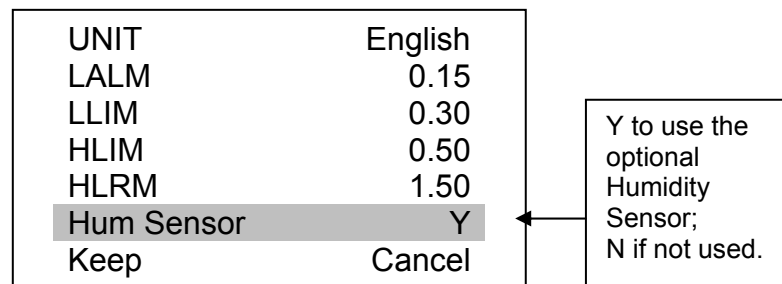 UNIT English
LALM 0.15
LLIM 0.30
HLIM 0.50
HLRM 1.50
Hum Sensor Y
Keep Cancel
Y to use the
optional
Humidity
Sensor;
N if not used.